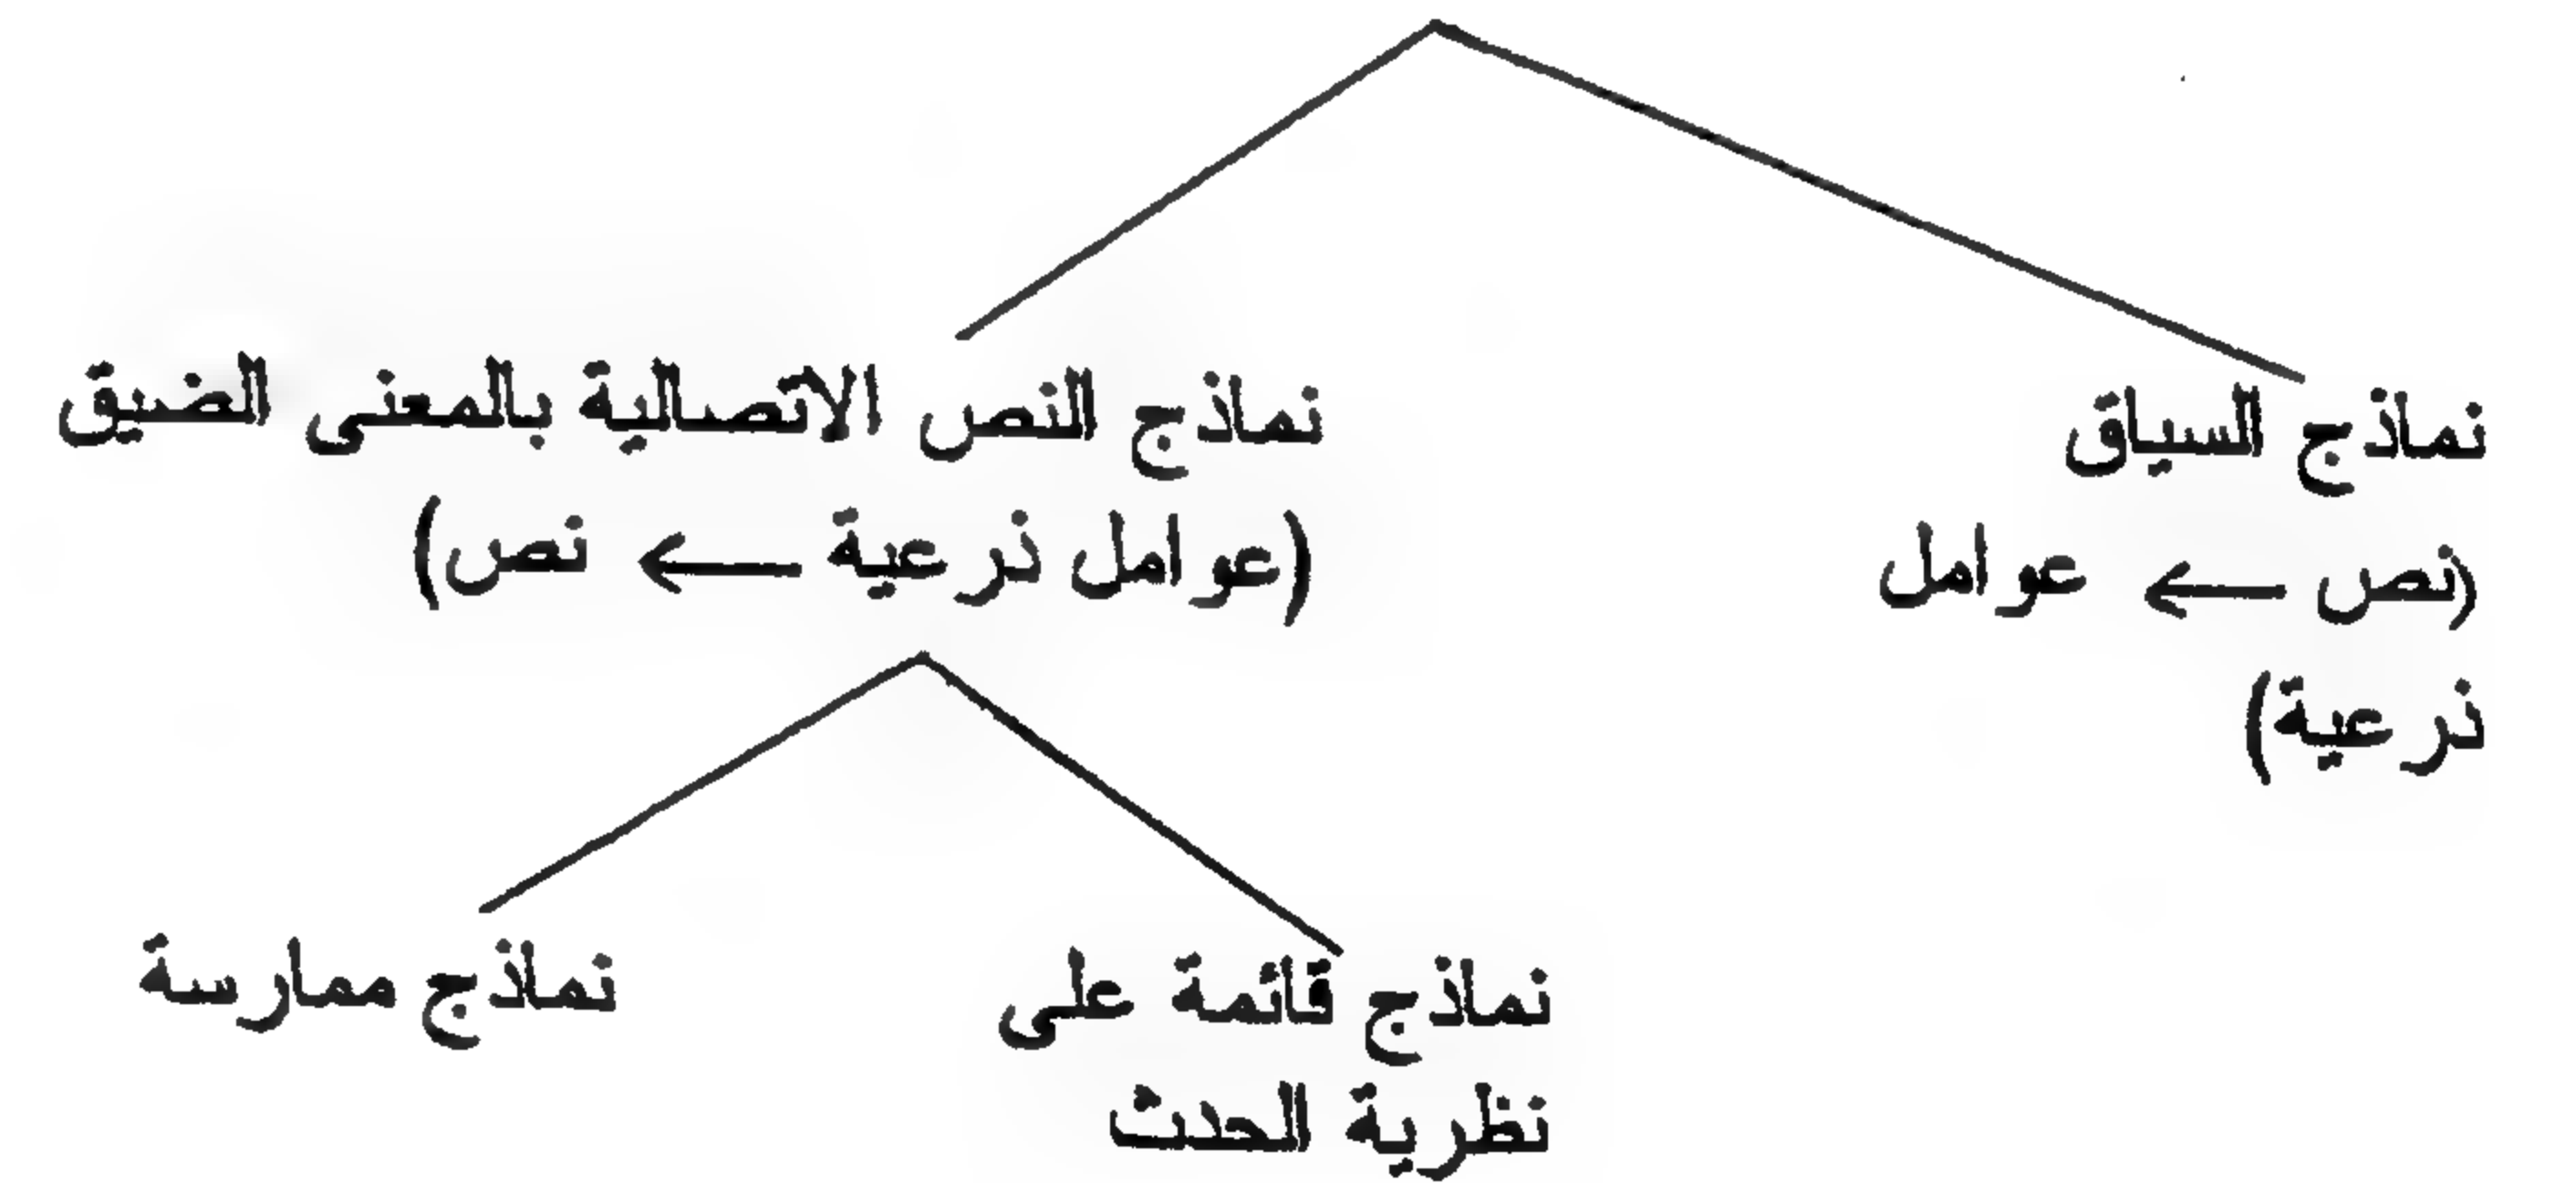 نماذج السياق
(نص ← عوامل
ذرعية)
نماذج النص الاتصالية بالمعنى الضيق
(عوامل ذرعية ← نص)
نماذج قائمة على
نظرية الحدث
نماذج ممارسة